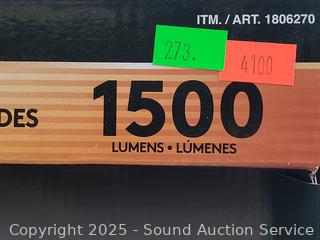 ITM. / ART. 1806270
273.
4100
DES
1500
LUMENS • LÚMENES
Copyright © 2025 - Sound Auction Service